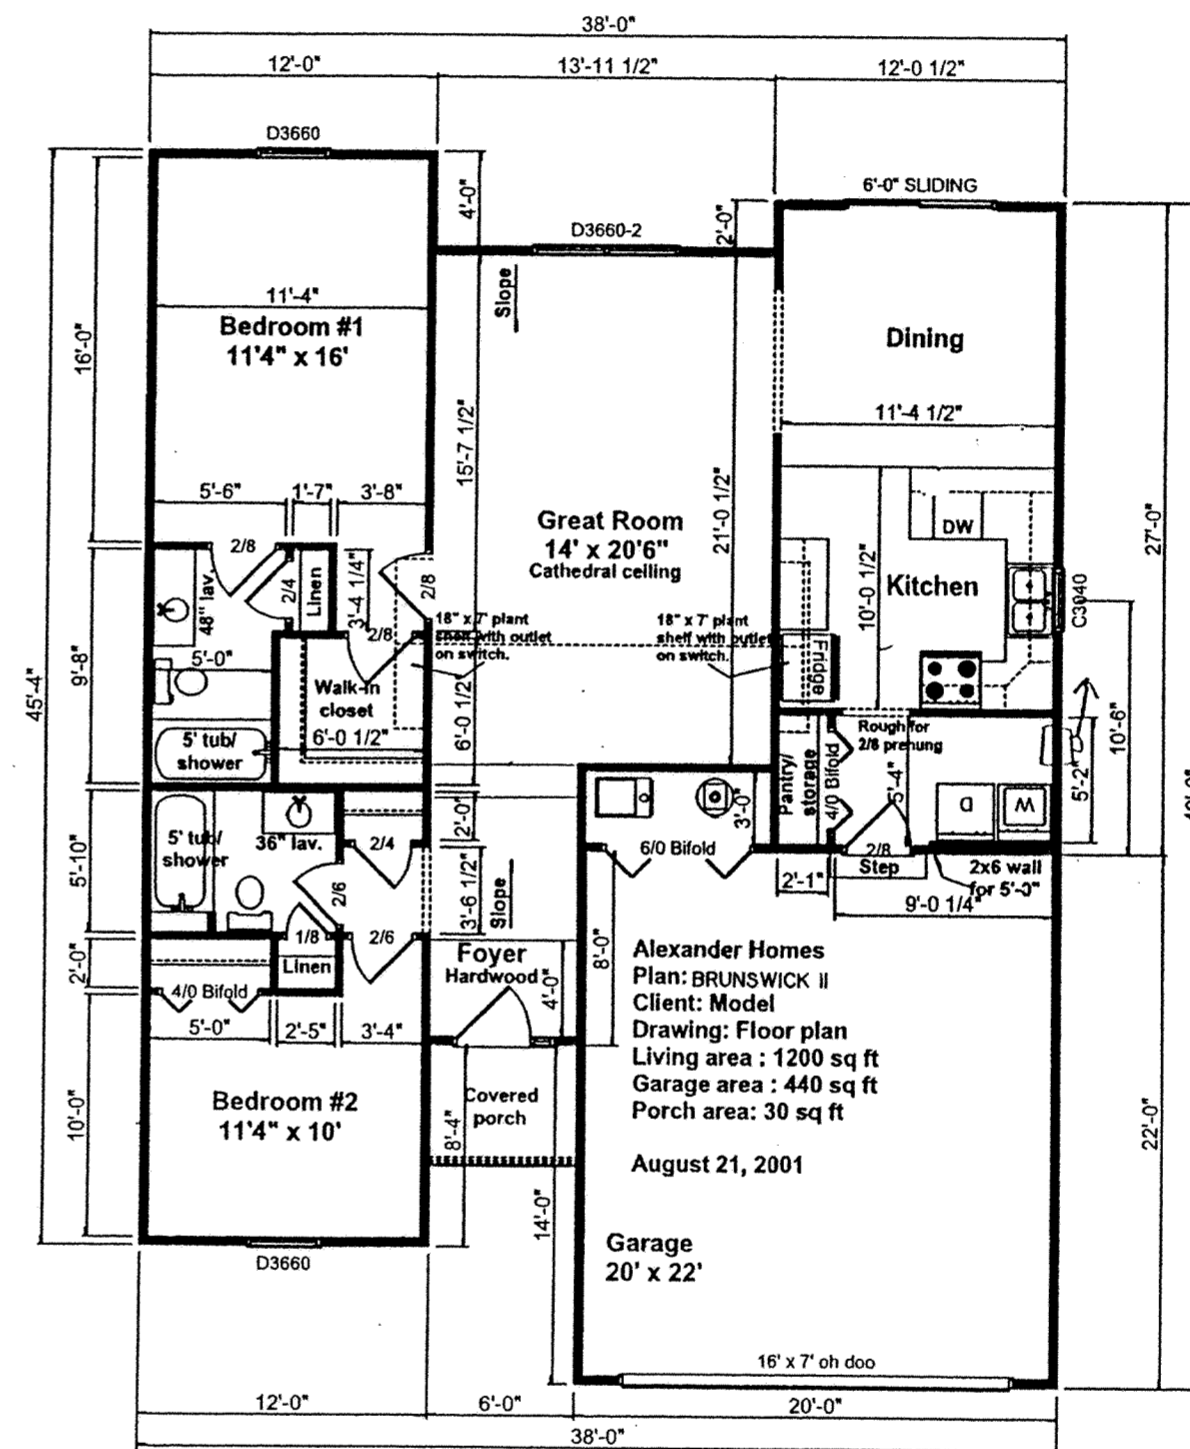 38'-0"
12'-0"
13'-11 1/2"
12'-0 1/2"
D3660
6'-0" SLIDING
4'-0"
2'-0"
D3660-2
Slope
11'-4"
Bedroom #1
11'4" x 16'
16'-0"
Dining
11'-4 1/2"
15'-7 1/2"
21'-0 1/2"
27'-0"
5'-6"
1'-7"
3'-8"
Great Room
14' x 20'6"
Cathedral ceiling
DW
Kitchen
10'-0 1/2"
C3040
2/8
2/4
Linen
3'-4 1/4"
2/8
48" lav.
2/8
18" x 7' plant
shelf with outlet
on switch.
18" x 7' plant
shelf with outlet
on switch.
Fridge
5'-0"
9'-8"
45'-4"
Walk-in
closet
6'-0 1/2"
6'-0 1/2"
5' tub/
shower
Rough for
2/8 prehung
10'-6"
5'-2"
5'-4"
Pantry/
storage
4/0 Bifold
D
W
3'-0"
2'-0"
5' tub/
shower
36" lav.
2/4
5'-10"
6/0 Bifold
2/8
Step
2x6 wall
for 5'-0"
2'-1"
9'-0 1/4"
2/6
3'-6 1/2"
Slope
1/8
2/6
Linen
2'-0"
4/0 Bifold
Foyer
Hardwood
4'-0"
8'-0"
5'-0"
2'-5"
3'-4"
Alexander Homes
Plan: BRUNSWICK II
Client: Model
Drawing: Floor plan
Living area : 1200 sq ft
Garage area : 440 sq ft
Porch area: 30 sq ft
August 21, 2001
Bedroom #2
11'4" x 10'
10'-0"
Covered
porch
8'-4"
14'-0"
22'-0"
Garage
20' x 22'
D3660
16' x 7' oh doo
12'-0"
6'-0"
20'-0"
38'-0"